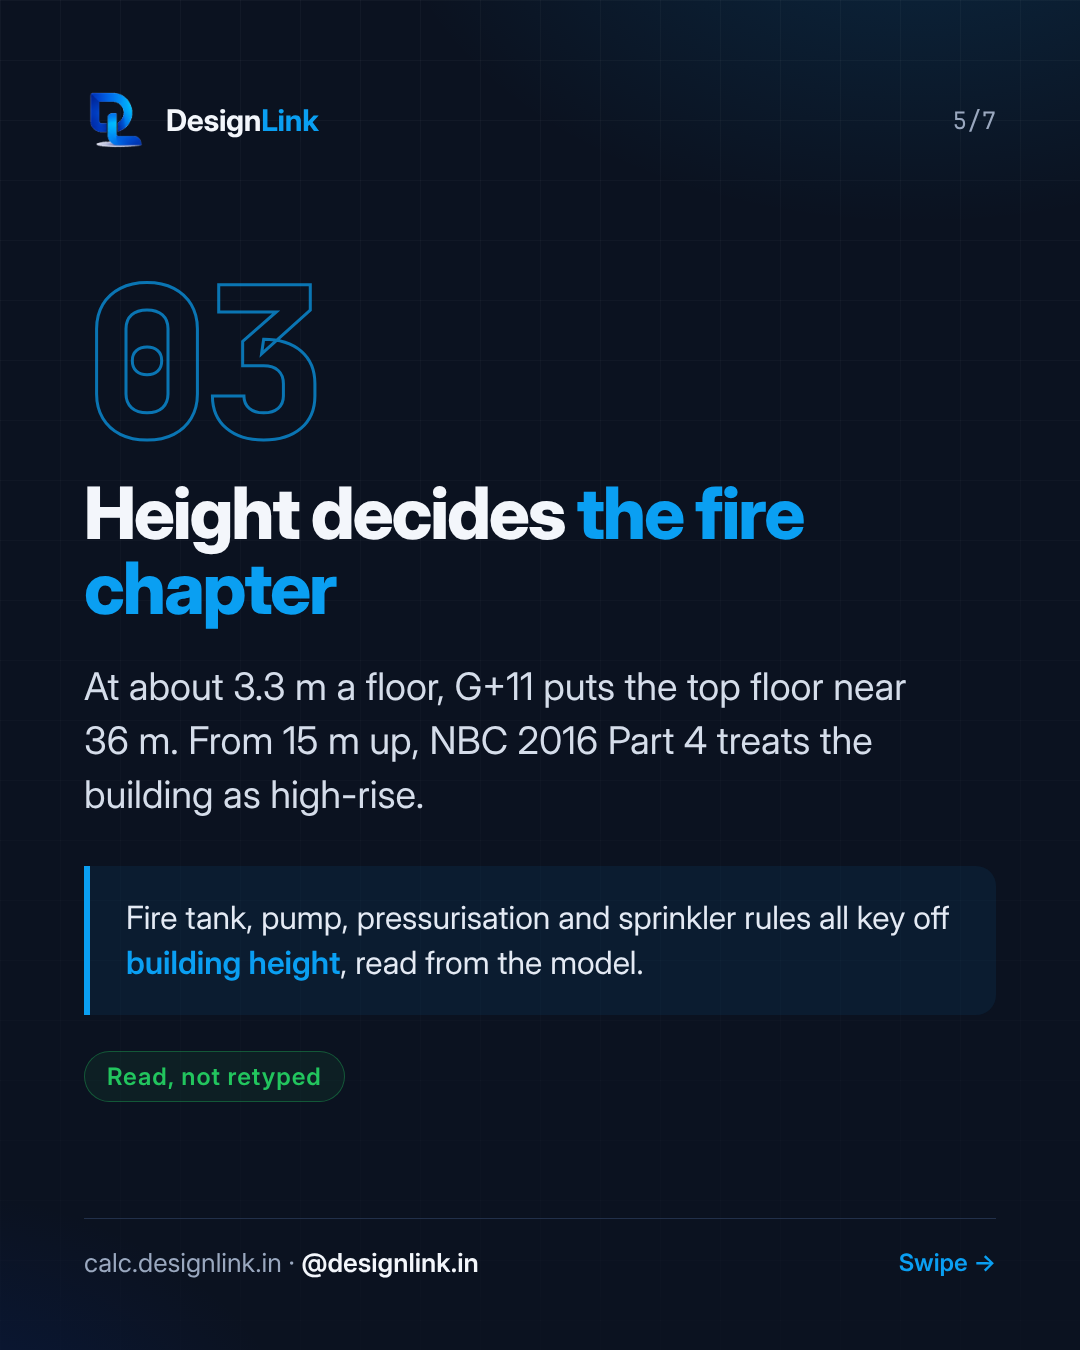 DesignLink
5/7
03
Height decides the fire
chapter
At about 3.3 m a floor, G+11 puts the top floor near
36 m. From 15 m up, NBC 2016 Part 4 treats the
building as high-rise.
Fire tank, pump, pressurisation and sprinkler rules all key off
building height, read from the model.
Read, not retyped
calc.designlink.in · @designlink.in
Swipe →